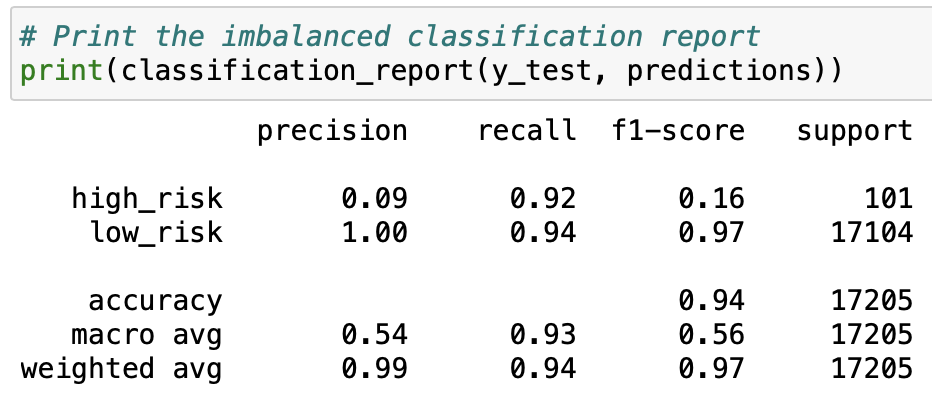 # Print the imbalanced classification report
print(classification_report(y_test, predictions))
precision recall f1-score support
high_risk 0.09 0.92 0.16 101
low_risk 1.00 0.94 0.97 17104
accuracy 0.94 17205
macro avg 0.54 0.93 0.56 17205
weighted avg 0.99 0.94 0.97 17205